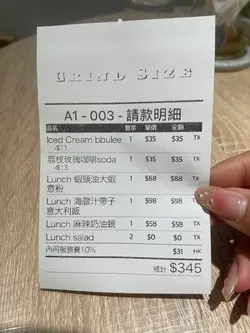 GRIND SIZE
A1 - 003 - 請款明細
品名 數量 單價 金額
Iced Cream bbulee 1 $35 $35 TX
荔枝玫瑰咖啡soda 1 $35 $35 TX
-$13
Lunch 蝦頭油大蝦 1 $88 $88 TX
意粉
Lunch 海膽汁帶子 1 $98 $98 TX
意大利飯
Lunch 麻辣奶油蜆 1 $58 $58 TX
Lunch salad 2 $0 $0 TX
內用服務費10% $31 HK
總計 $345